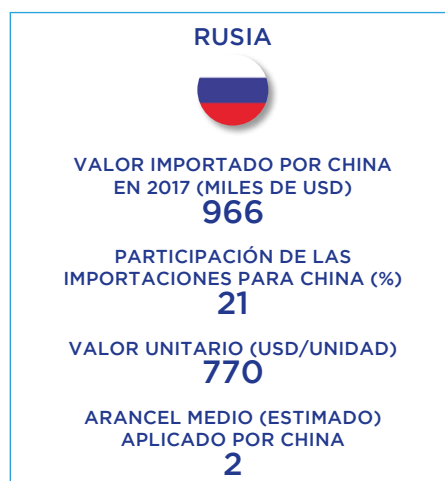 RUSIA
VALOR IMPORTADO POR CHINA
EN 2017 (MILES DE USD)
966
PARTICIPACIÓN DE LAS
IMPORTACIONES PARA CHINA (%)
21
VALOR UNITARIO (USD/UNIDAD)
770
ARANCEL MEDIO (ESTIMADO)
APLICADO POR CHINA
2